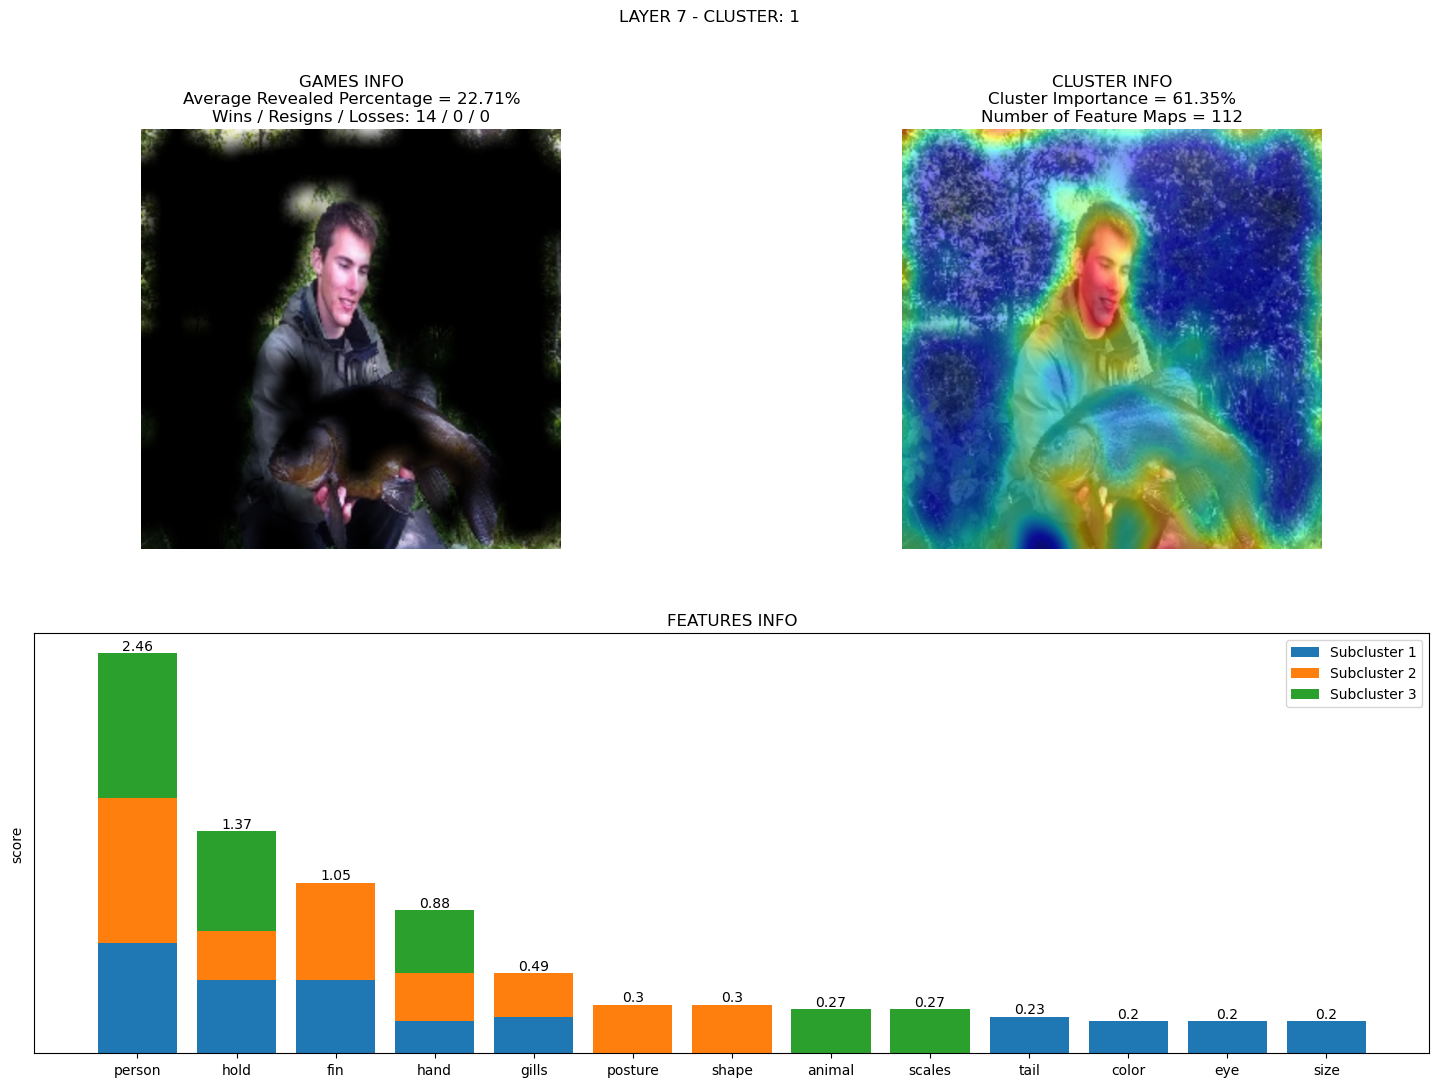 LAYER 7 - CLUSTER: 1
GAMES INFO
Average Revealed Percentage = 22.71%
Wins / Resigns / Losses: 14 / 0 / 0
CLUSTER INFO
Cluster Importance = 61.35%
Number of Feature Maps = 112
FEATURES INFO
score
2.46
1.37
1.05
0.88
0.49
0.3
0.3
0.27
0.27
0.23
0.2
0.2
0.2
Subcluster 1
Subcluster 2
Subcluster 3
person
hold
fin
hand
gills
posture
shape
animal
scales
tail
color
eye
size